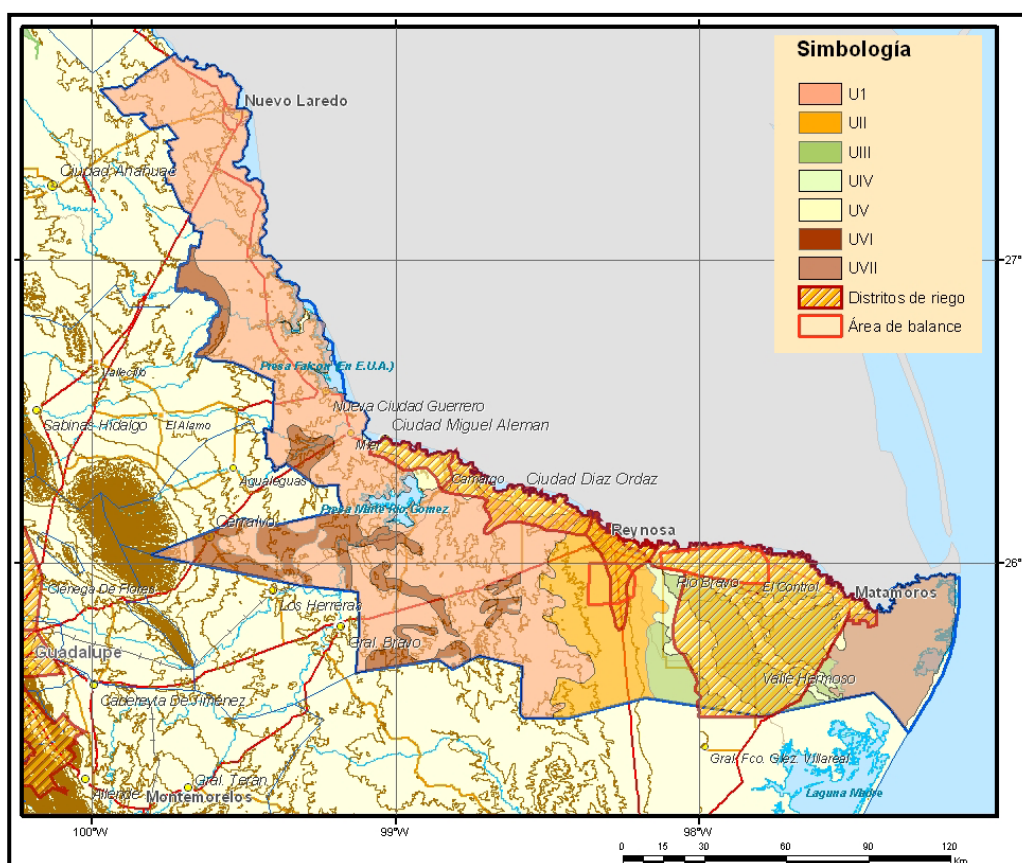 Simbología
U1
UII
UIII
UIV
UV
UVI
UVII
Distritos de riego
Área de balance
Nuevo Laredo
Ciudad Anahuac
27°
Presa Falcon (En E.U.A.)
Vallecillo
Nueva Ciudad Guerrero
Sabinas Hidalgo
El Alamo
Ciudad Miguel Aleman
Mier
Agualeguas
Camargo
Ciudad Diaz Ordaz
Presa Marte Rio Gomez
Cerralvo
Reynosa
26°
Cienega De Flores
Rio Bravo
El Control
Matamoros
Los Herreras
Gral. Bravo
Guadalupe
Valle Hermoso
Cadereyta De Jimenez
Gral. Fco. Glez. Villareal
Gral. Teran
Allende
Montemorelos
Laguna Madre
100°W
99°W
98°W
0 15 30 60 90 120
Km